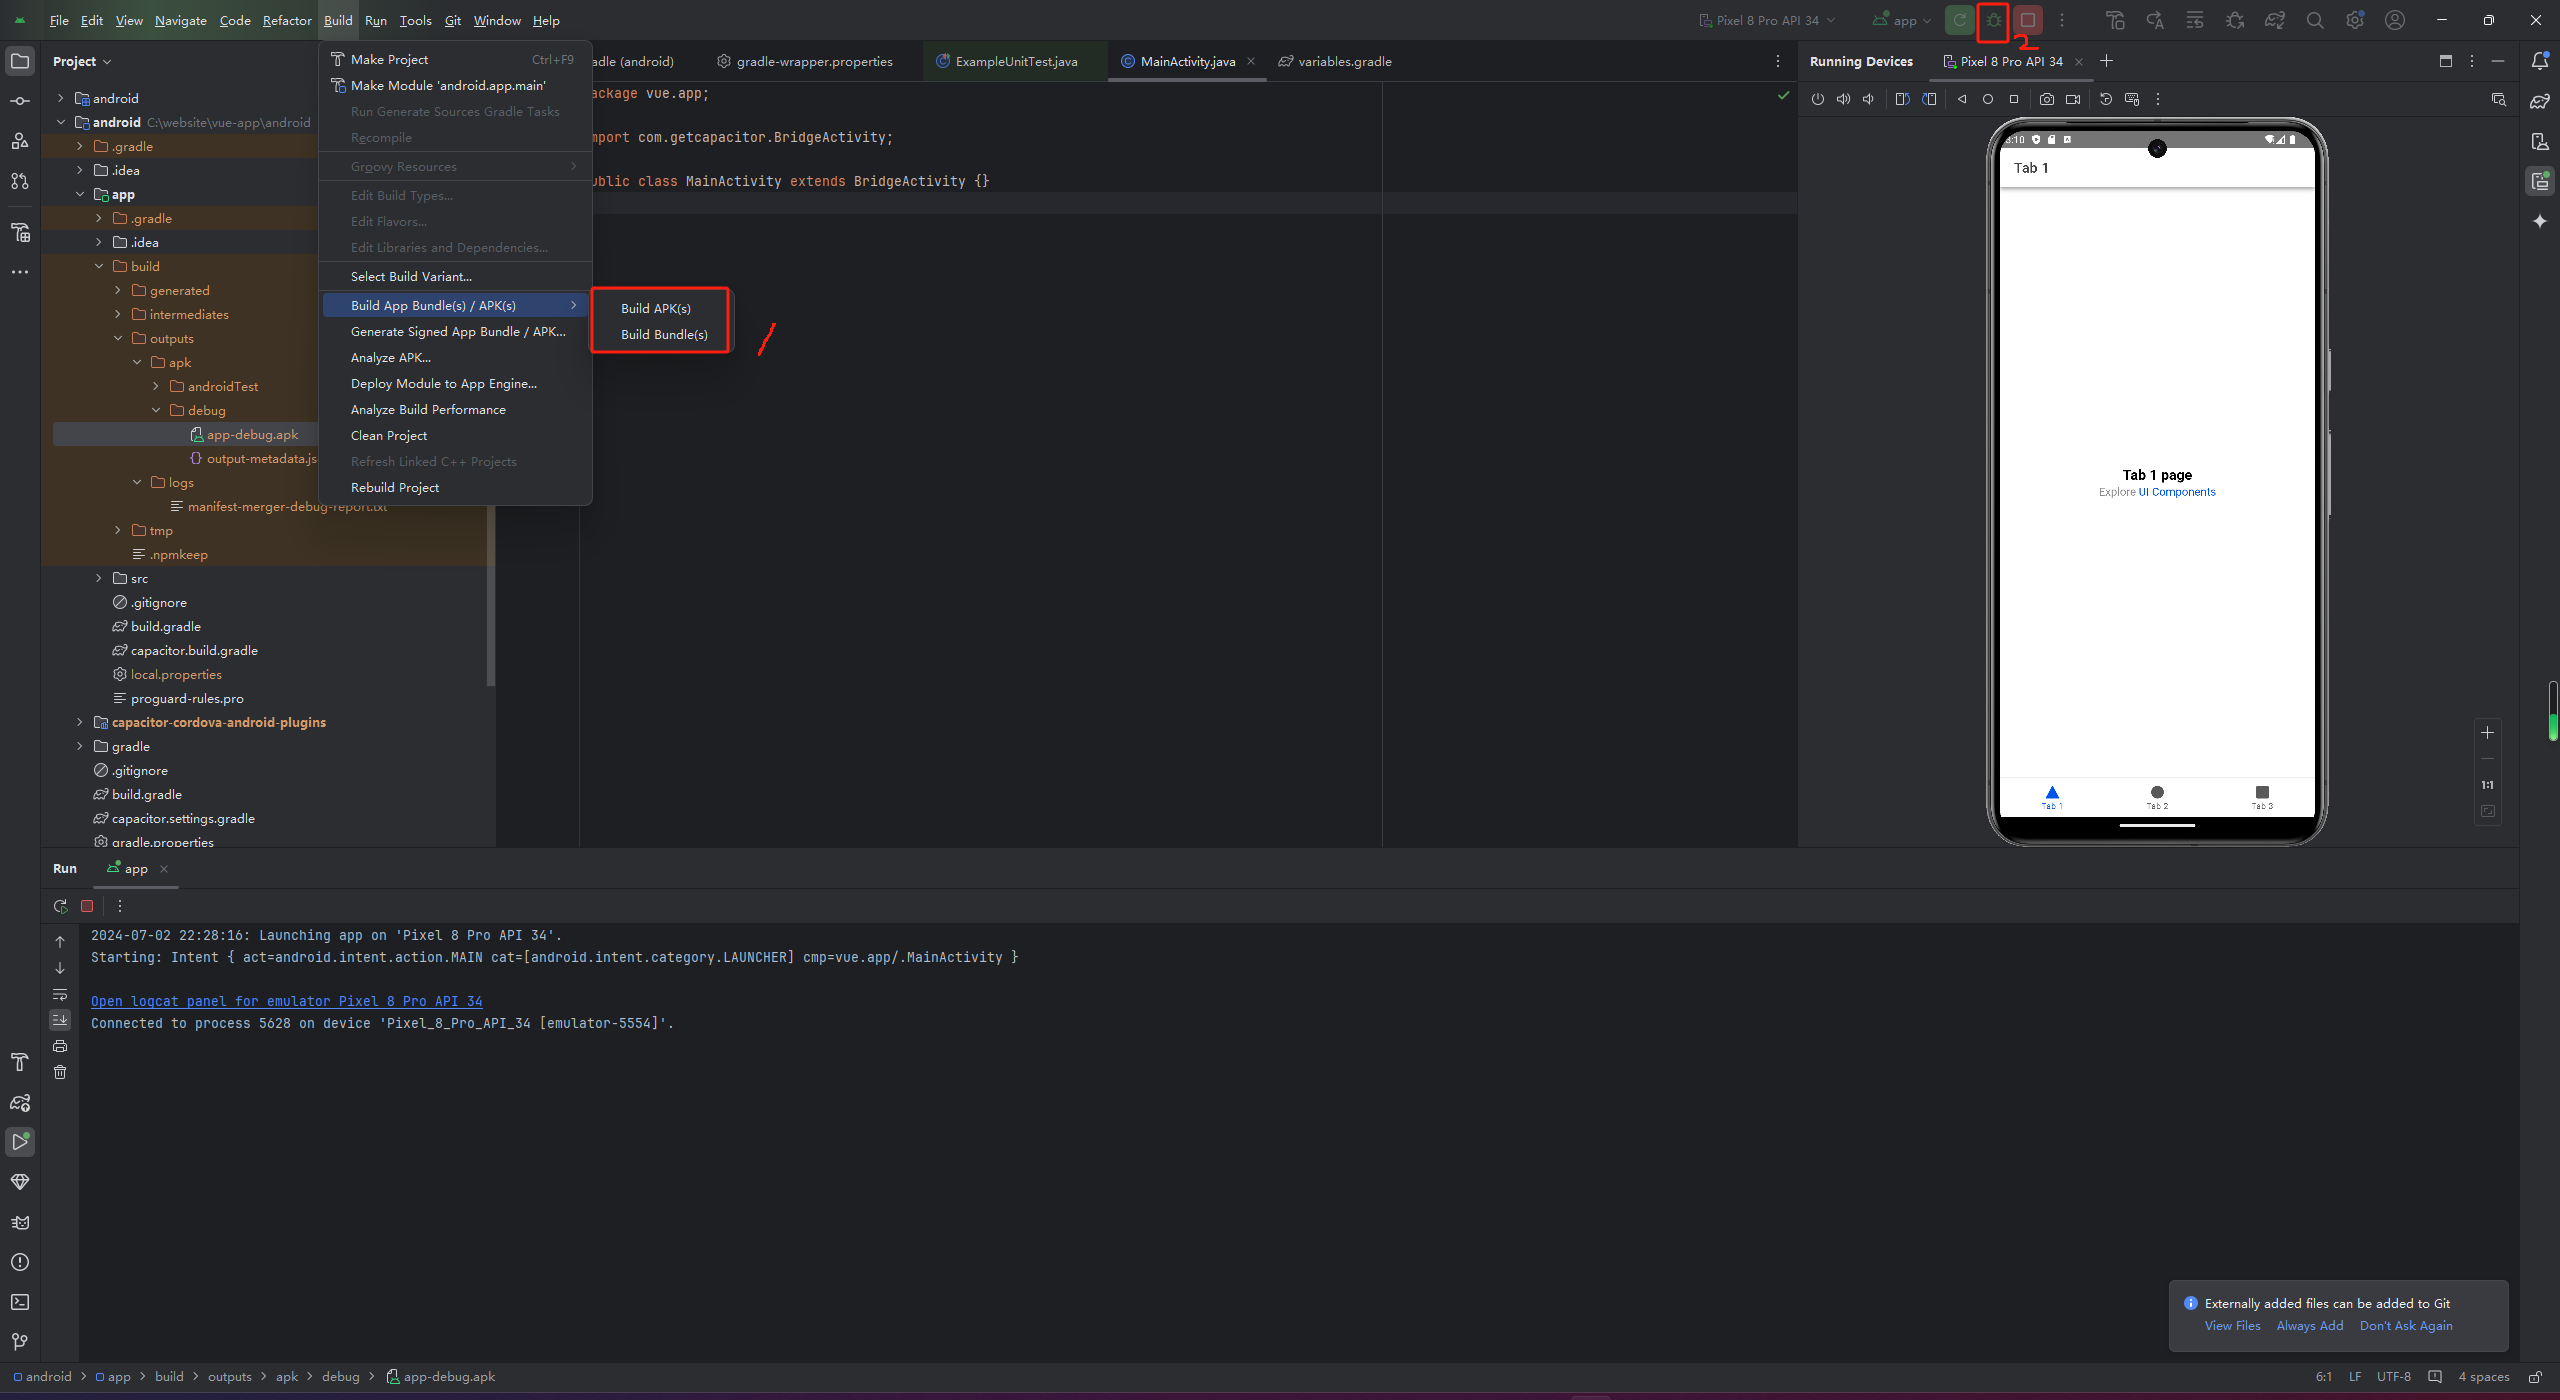 File Edit View Navigate Code Refactor Build Run Tools Git Window Help
Pixel 8 Pro API 34
app
2
Project
android
android C:\website\vue-app\android
.gradle
.idea
app
.gradle
.idea
build
generated
intermediates
outputs
apk
androidTest
debug
app-debug.apk
output-metadata.js
logs
manifest-merger-debug-report.txt
tmp
.npmkeep
src
.gitignore
build.gradle
capacitor.build.gradle
local.properties
proguard-rules.pro
capacitor-cordova-android-plugins
gradle
.gitignore
build.gradle
capacitor.settings.gradle
gradle.properties
Make Project Ctrl+F9
Make Module 'android.app.main'
Run Generate Sources Gradle Tasks
Recompile
Groovy Resources
Edit Build Types...
Edit Flavors...
Edit Libraries and Dependencies...
Select Build Variant...
Build App Bundle(s) / APK(s)
Generate Signed App Bundle / APK...
Analyze APK...
Deploy Module to App Engine...
Analyze Build Performance
Clean Project
Refresh Linked C++ Projects
Rebuild Project
Build APK(s)
Build Bundle(s)
1
adle (android) gradle-wrapper.properties ExampleUnitTest.java MainActivity.java variables.gradle
ackage vue.app;
mport com.getcapacitor.BridgeActivity;
ublic class MainActivity extends BridgeActivity {}
Running Devices Pixel 8 Pro API 34
3:10
Tab 1
Tab 1 page
Explore UI Components
Tab 1 Tab 2 Tab 3
1:1
Run app
2024-07-02 22:28:16: Launching app on 'Pixel 8 Pro API 34'.
Starting: Intent { act=android.intent.action.MAIN cat=[android.intent.category.LAUNCHER] cmp=vue.app/.MainActivity }
Open logcat panel for emulator Pixel 8 Pro API 34
Connected to process 5628 on device 'Pixel_8_Pro_API_34 [emulator-5554]'.
Externally added files can be added to Git
View Files Always Add Don't Ask Again
android > app > build > outputs > apk > debug > app-debug.apk
6:1 LF UTF-8 4 spaces